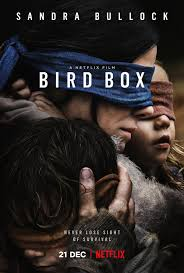 SANDRA BULLOCK
A NETFLIX FILM
BIRD BOX
NEVER LOSE SIGHT
OF SURVIVAL
21 DEC | NETFLIX